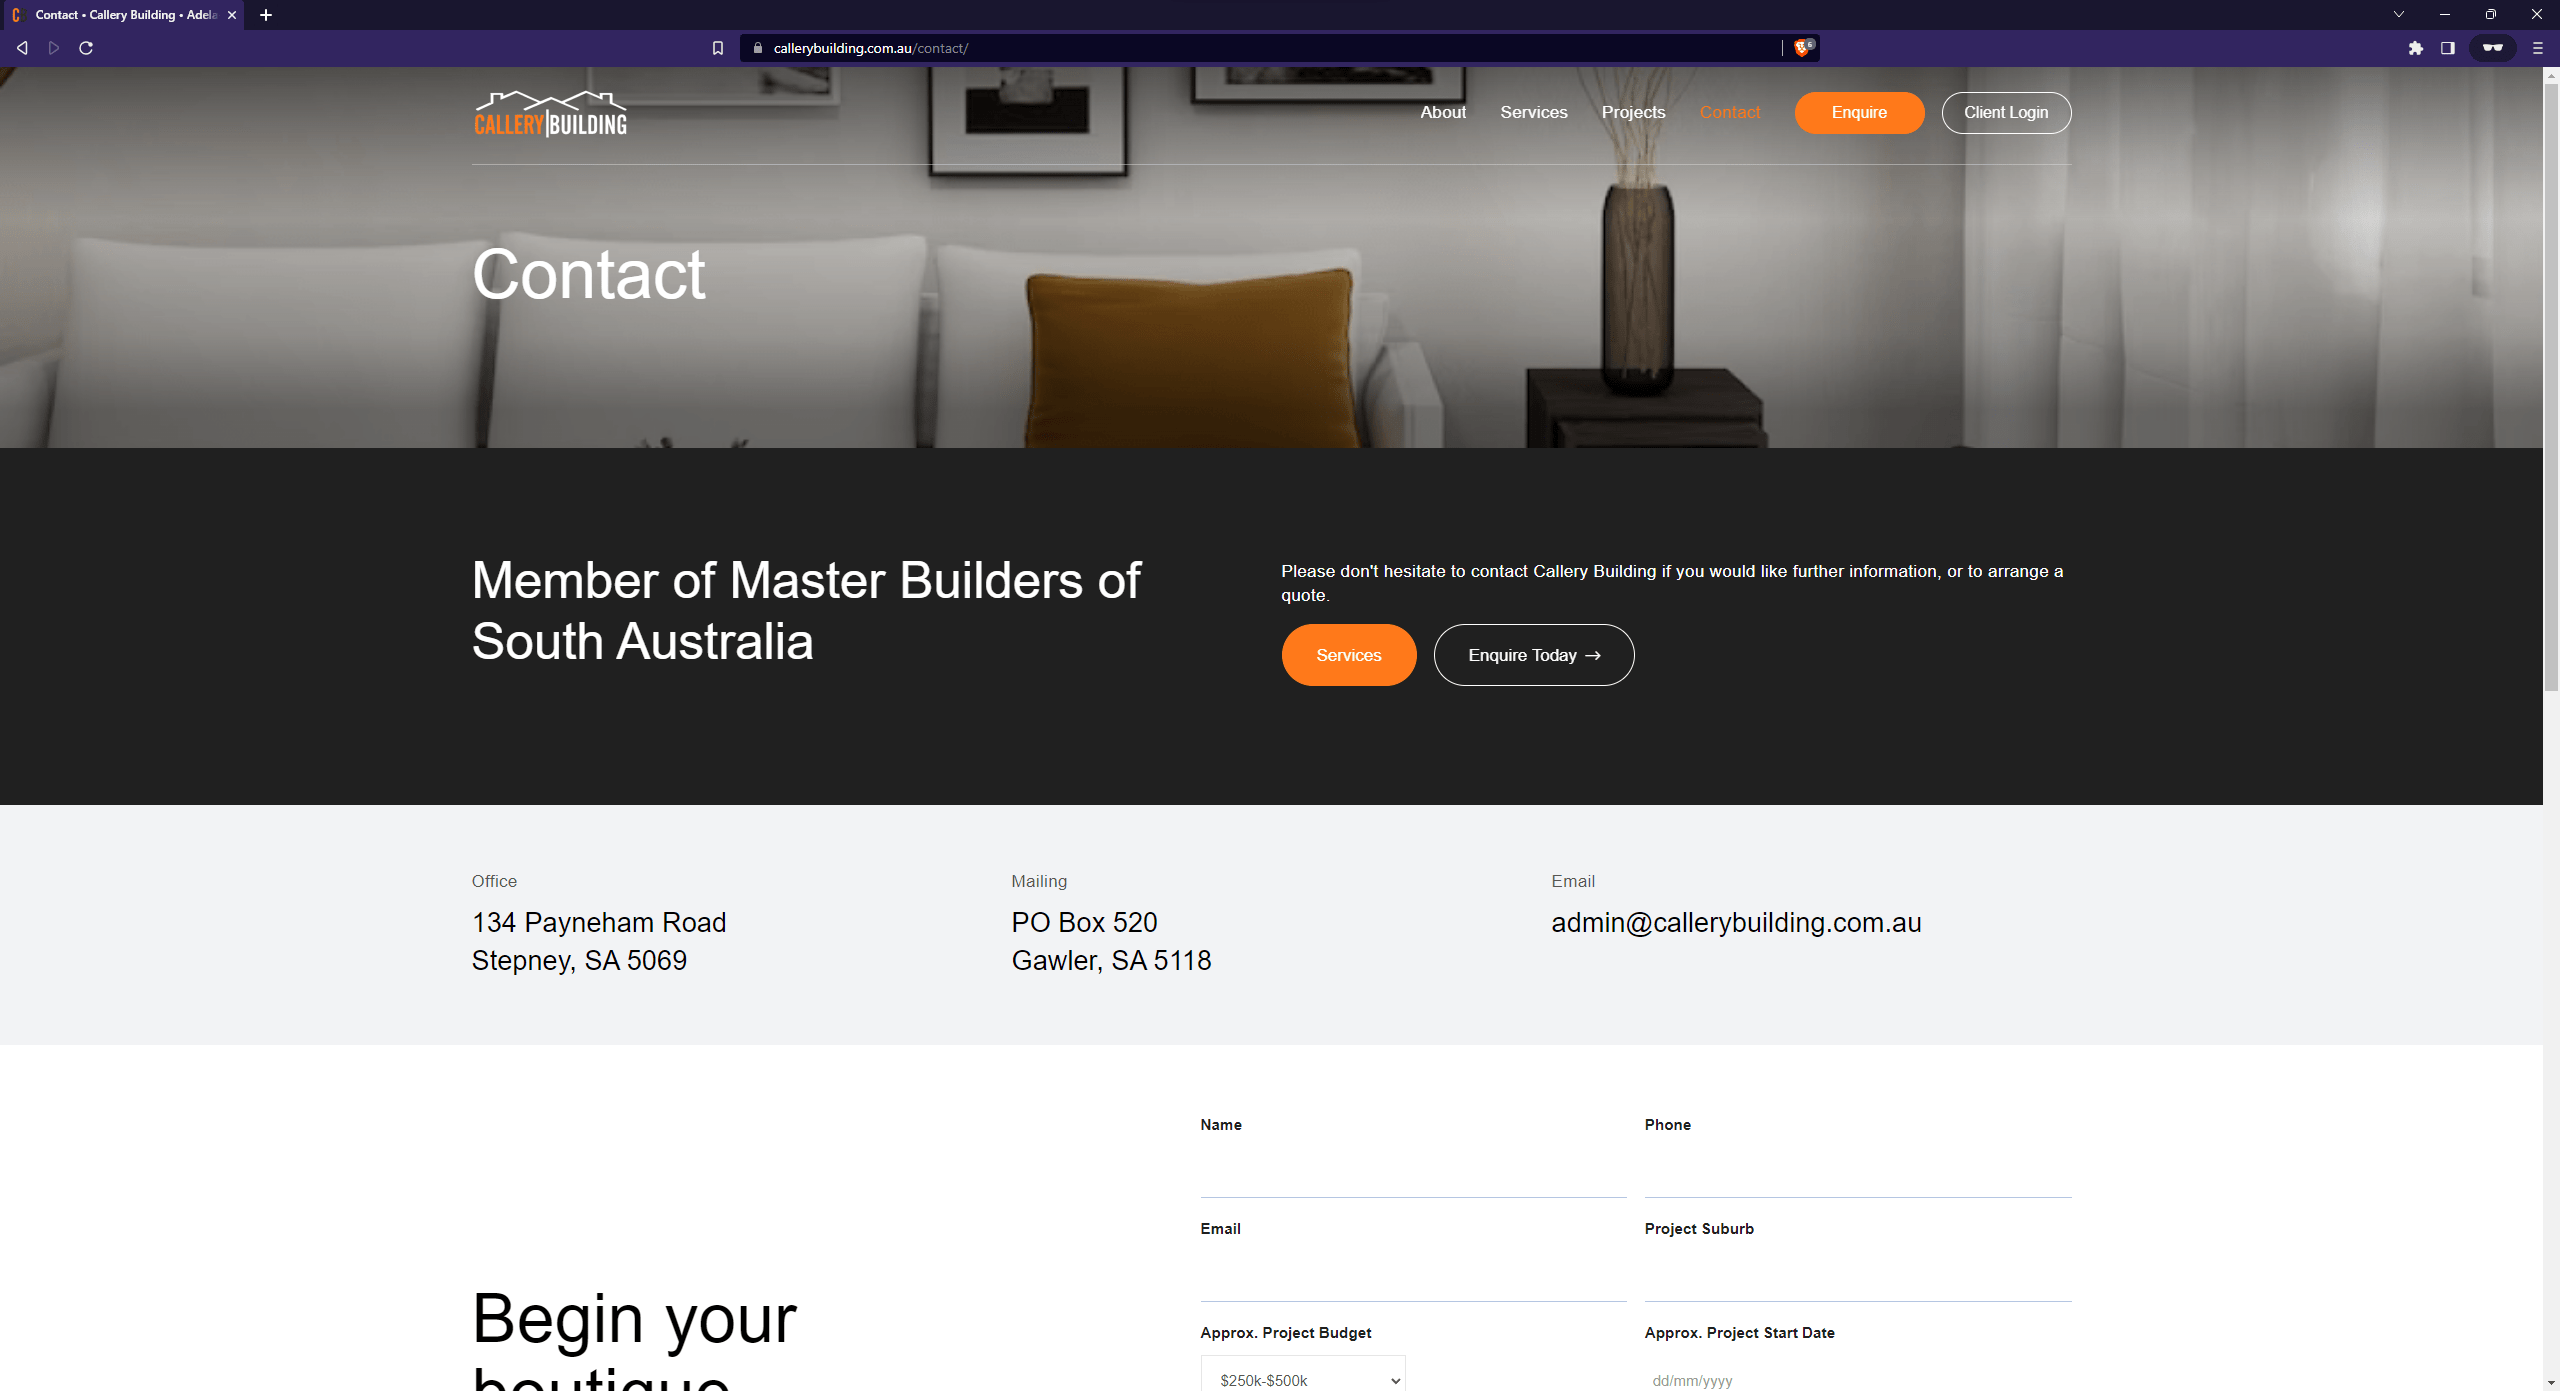 Contact • Callery Building • Adela
callerybuilding.com.au/contact/
6
CALLERY|BUILDING
About
Services
Projects
Contact
Enquire
Client Login
Contact
Member of Master Builders of
South Australia
Please don't hesitate to contact Callery Building if you would like further information, or to arrange a
quote.
Services
Enquire Today →
Office
134 Payneham Road
Stepney, SA 5069
Mailing
PO Box 520
Gawler, SA 5118
Email
admin@callerybuilding.com.au
Name
Phone
Email
Project Suburb
Begin your
boutique
Approx. Project Budget
$250k-$500k
Approx. Project Start Date
dd/mm/yyyy